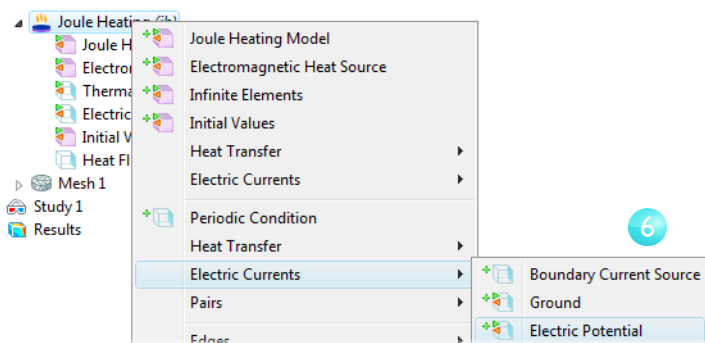 Joule Heating (jh)
Joule H
Electror
Therma
Electric
Initial V
Heat Fl
Mesh 1
Study 1
Results
Joule Heating Model
Electromagnetic Heat Source
Infinite Elements
Initial Values
Heat Transfer
Electric Currents
Periodic Condition
Heat Transfer
Electric Currents
Pairs
Edges
6
Boundary Current Source
Ground
Electric Potential